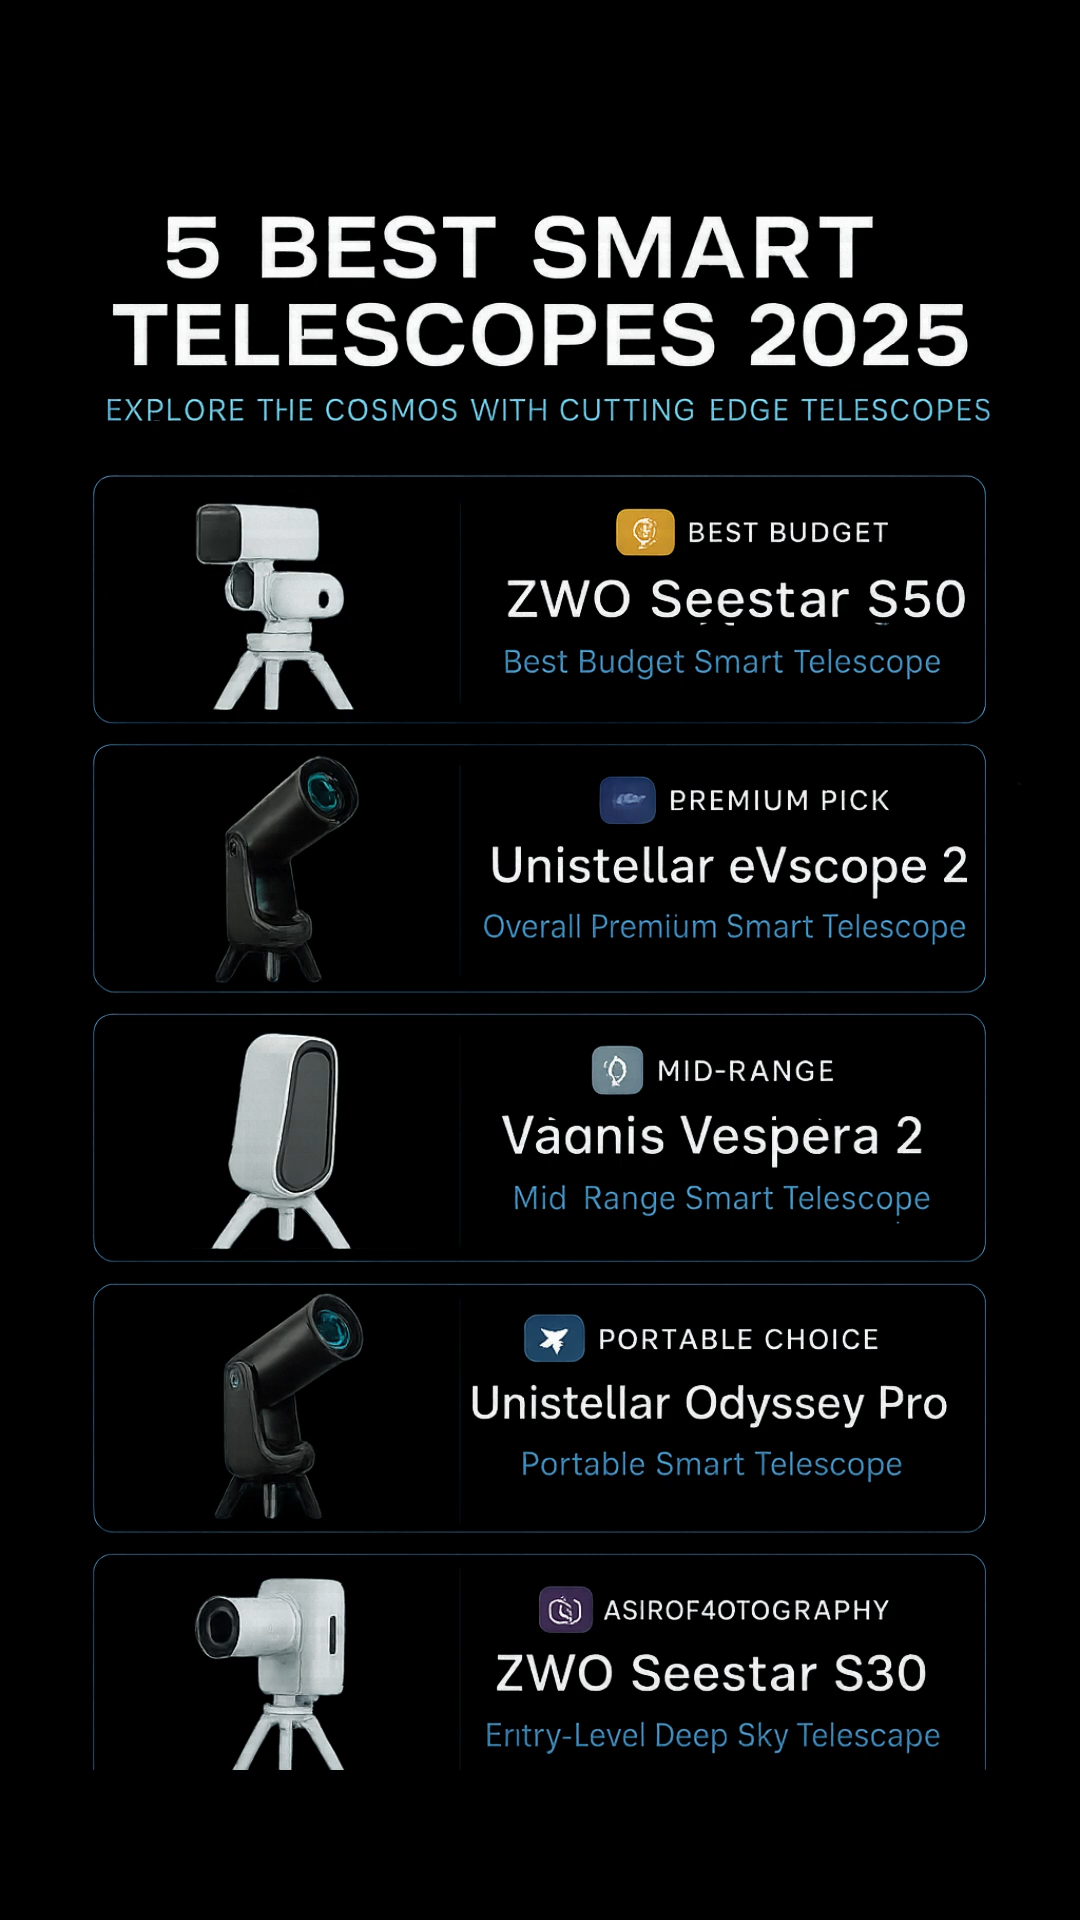 5 BEST SMART
TELESCOPES 2025
EXPLORE THE COSMOS WITH CUTTING EDGE TELESCOPES
BEST BUDGET
ZWO Seestar S50
Best Budget Smart Telescope
PREMIUM PICK
Unistellar eVscope 2
Overall Premium Smart Telescope
MID-RANGE
Vàanis Vespera 2
Mid Range Smart Telescope
PORTABLE CHOICE
Unistellar Odyssey Pro
Portable Smart Telescope
ASIROF4OTOGRAPHY
ZWO Seestar S30
Entry-Level Deep Sky Telescape